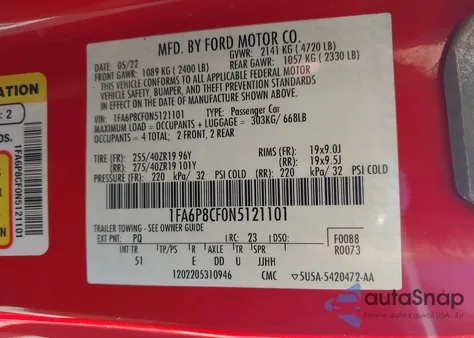 MFD. BY FORD MOTOR CO.
DATE: 05/22 GVWR: 2141 KG (4720 LB)
FRONT GAWR: 1089 KG (2400 LB) REAR GAWR: 1057 KG (2330 LB)
THIS VEHICLE CONFORMS TO ALL APPLICABLE FEDERAL MOTOR
VEHICLE SAFETY, BUMPER, AND THEFT PREVENTION STANDARDS
IN EFFECT ON THE DATE OF MANUFACTURE SHOWN ABOVE.
VIN: 1FA6P8CF0N5121101 TYPE: Passenger Car
MAXIMUM LOAD = OCCUPANTS + LUGGAGE = 303KG/ 668LB
OCCUPANTS = 4 TOTAL; 2 FRONT, 2 REAR
TIRE (FR): 255/40ZR19 96Y RIMS (FR): 19x9.0J
(RR): 275/40ZR19 101Y (RR): 19x9.5J
PRESSURE (FR): 220 kPa/ 32 PSI COLD (RR): 220 kPa/ 32 PSI COLD
1FA6P8CF0N5121101
TRAILER TOWING - SEE OWNER GUIDE
EXT PNT: PQ RC: 23 DSO: F0088
R0073
INT TR TP/PS R AXLE TR SPR
51 E U U JJHH
1202205310946 CMC 5U5A-5420472-AA
ATION
2
bs.
1FA6P8CF0N5121101
autoSnap
Autoauctions tracker in U.S.A / EU